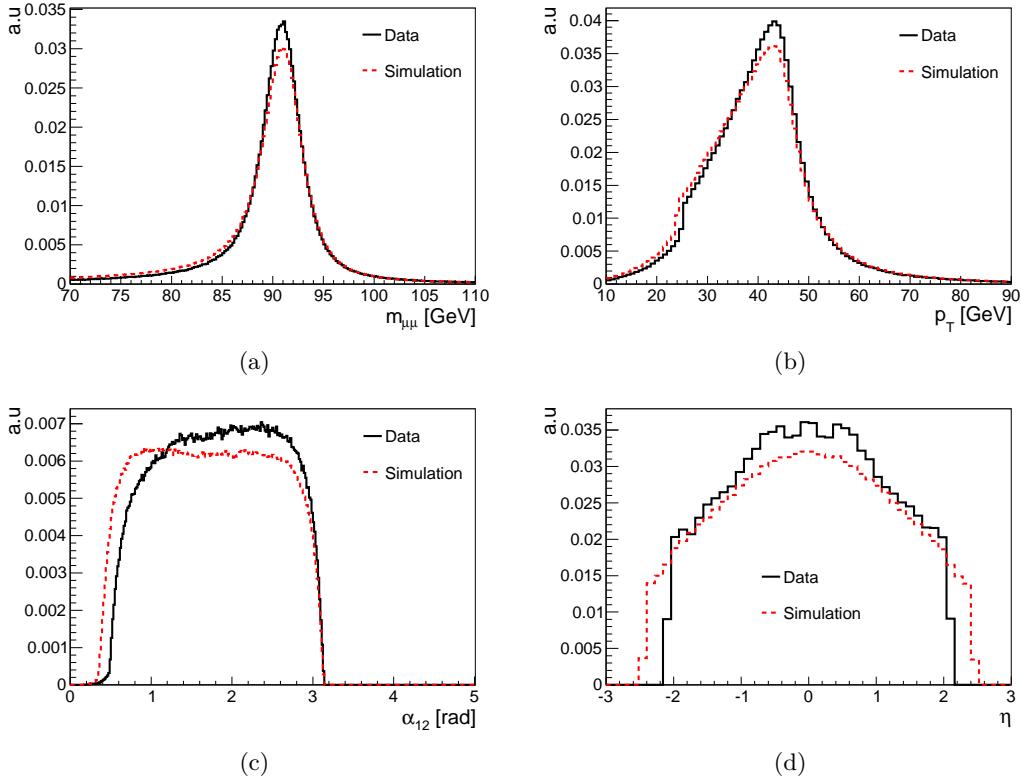 a.u
0.035
0.03
0.025
0.02
0.015
0.01
0.005
0
70 75 80 85 90 95 100 105 110
m_μμ [GeV]
Data
Simulation
(a)
a.u
0.04
0.035
0.03
0.025
0.02
0.015
0.01
0.005
0
10 20 30 40 50 60 70 80 90
p_T [GeV]
Data
Simulation
(b)
a.u
0.007
0.006
0.005
0.004
0.003
0.002
0.001
0
0 1 2 3 4 5
α_12 [rad]
Data
Simulation
(c)
a.u
0.035
0.03
0.025
0.02
0.015
0.01
0.005
0
-3 -2 -1 0 1 2 3
η
Data
Simulation
(d)